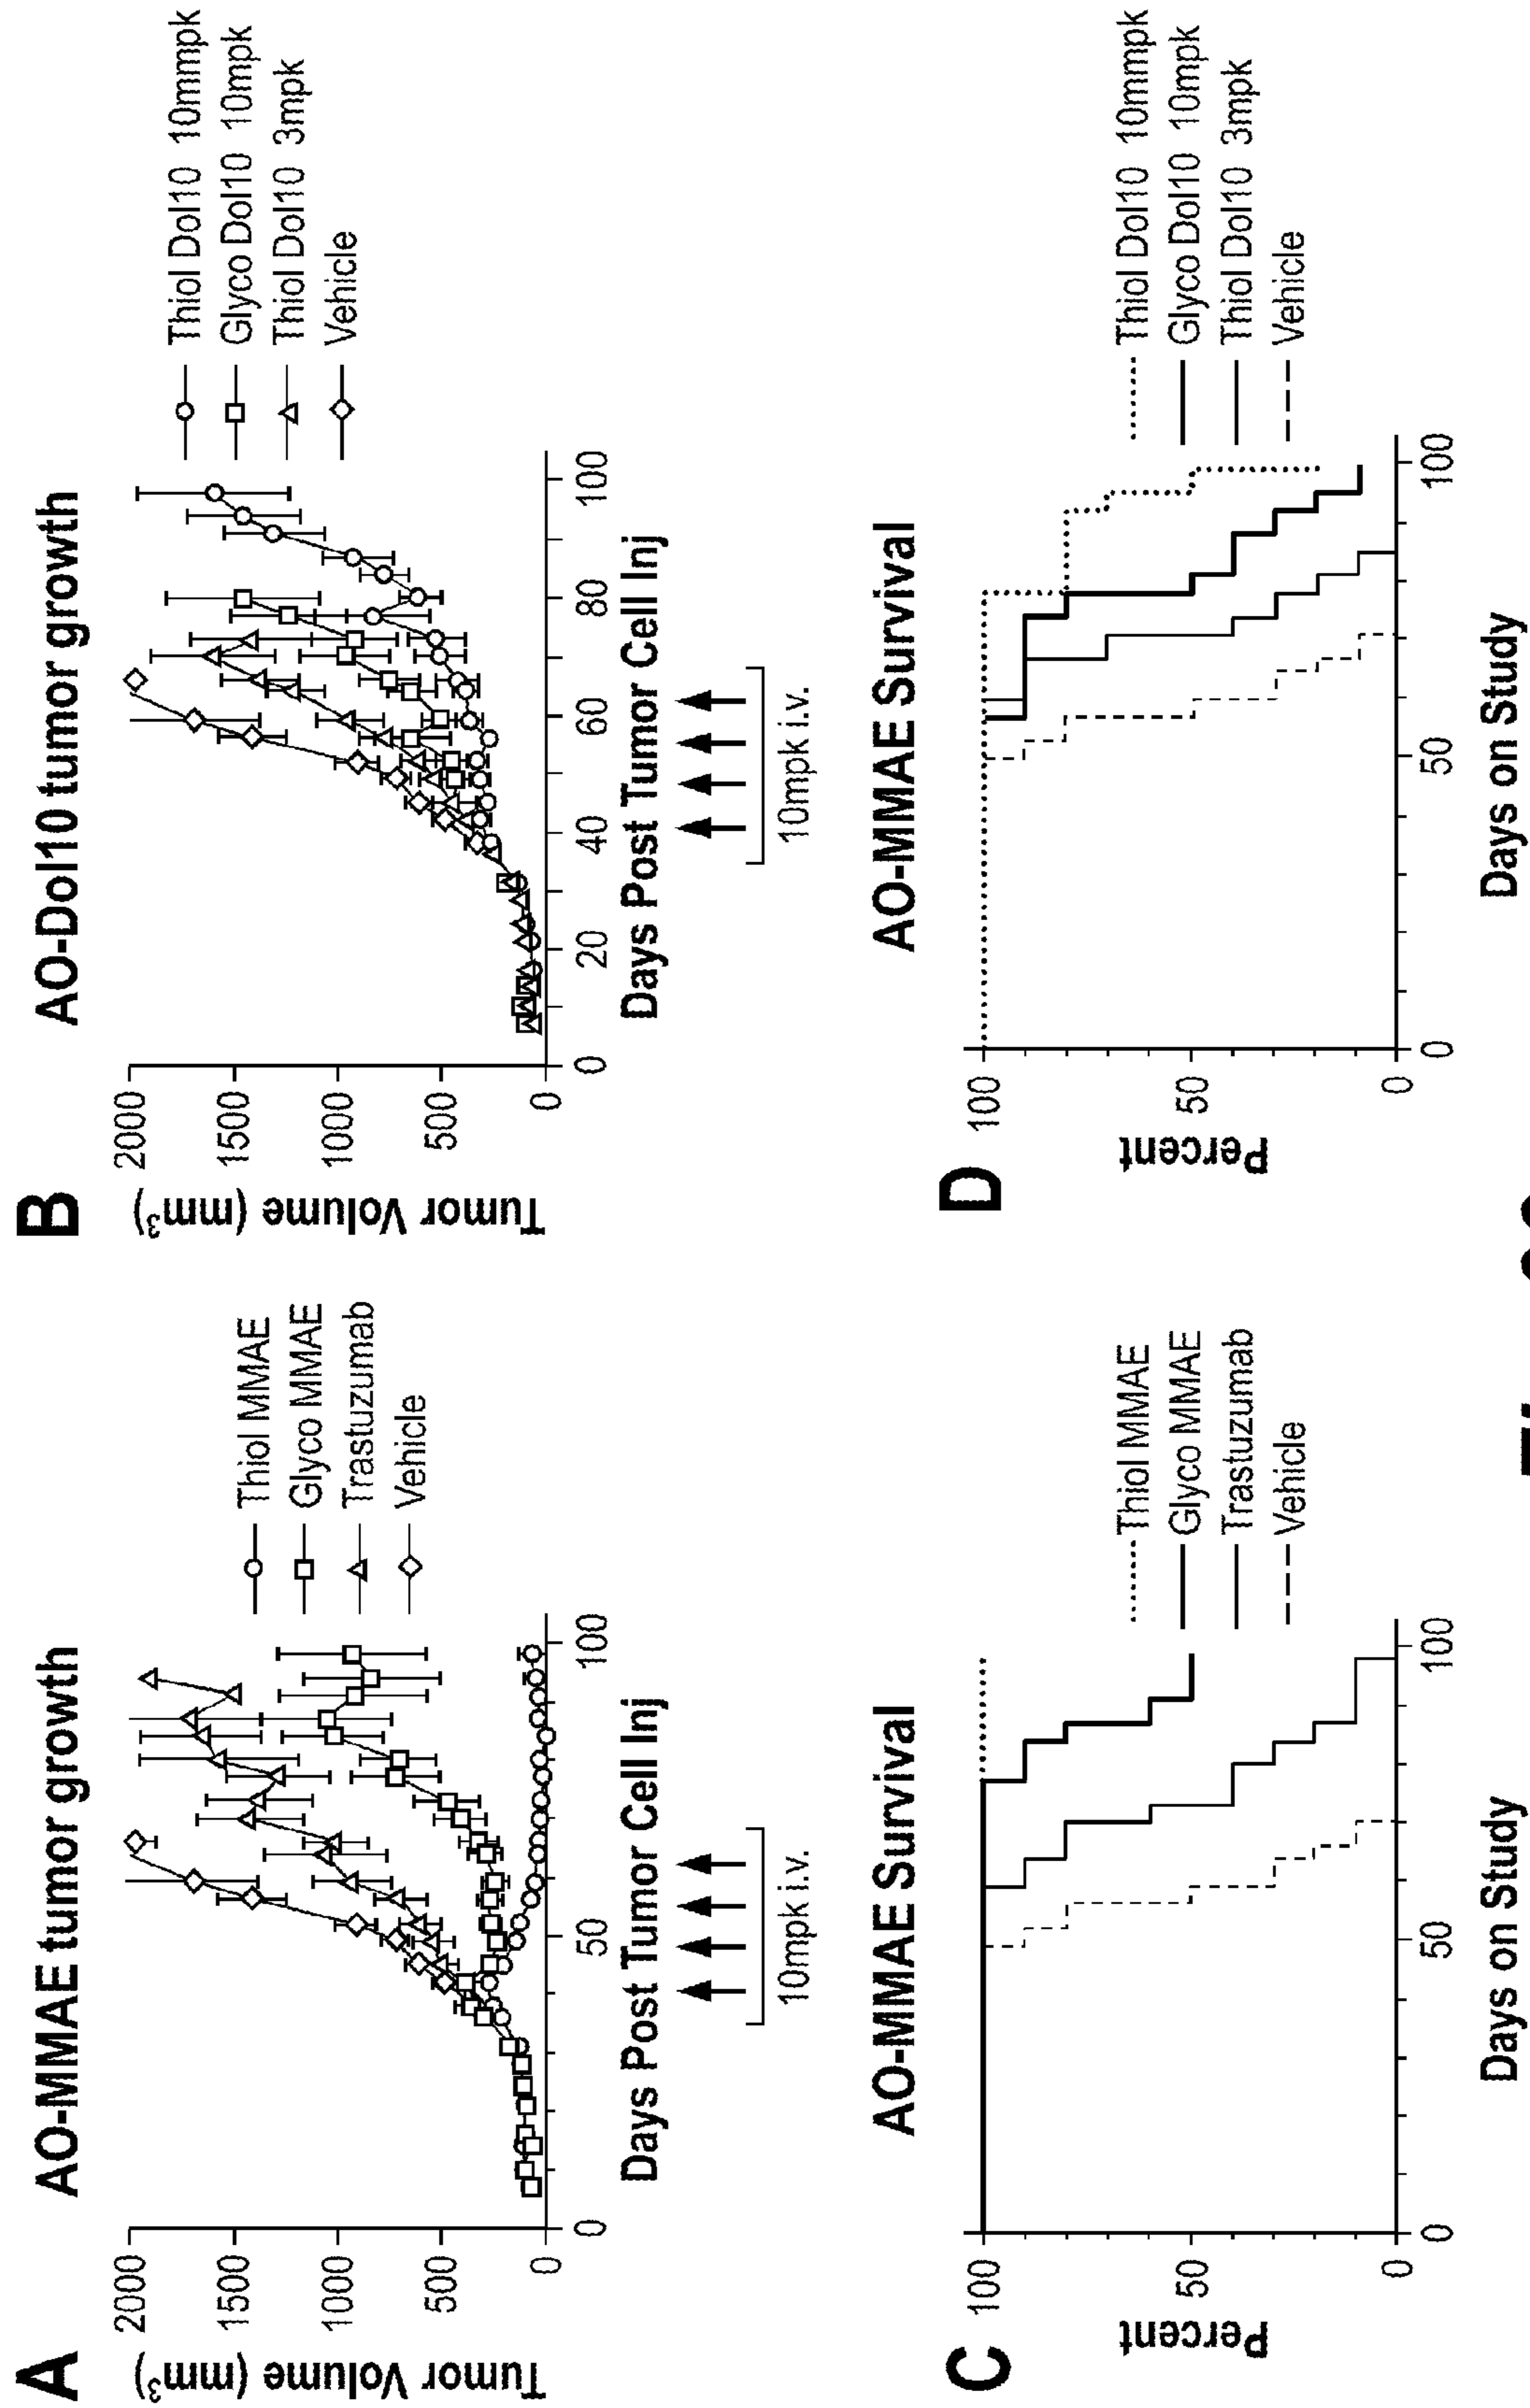 A
AO-MMAE tumor growth
Tumor Volume (mm³)
2000
1500
1000
500
0
0
50
100
Days Post Tumor Cell Inj
10mpk i.v.
Thiol MMAE
Glyco MMAE
Trastuzumab
Vehicle
B
AO-Dol10 tumor growth
Tumor Volume (mm³)
2000
1500
1000
500
0
0
20
40
60
80
100
Days Post Tumor Cell Inj
10mpk i.v.
Thiol Dol10 10mmpk
Glyco Dol10 10mpk
Thiol Dol10 3mpk
Vehicle
C
AO-MMAE Survival
Percent
100
50
0
0
50
100
Days on Study
Thiol MMAE
Glyco MMAE
Trastuzumab
Vehicle
D
AO-MMAE Survival
Percent
100
50
0
0
50
100
Days on Study
Thiol Dol10 10mmpk
Glyco Dol10 10mpk
Thiol Dol10 3mpk
Vehicle